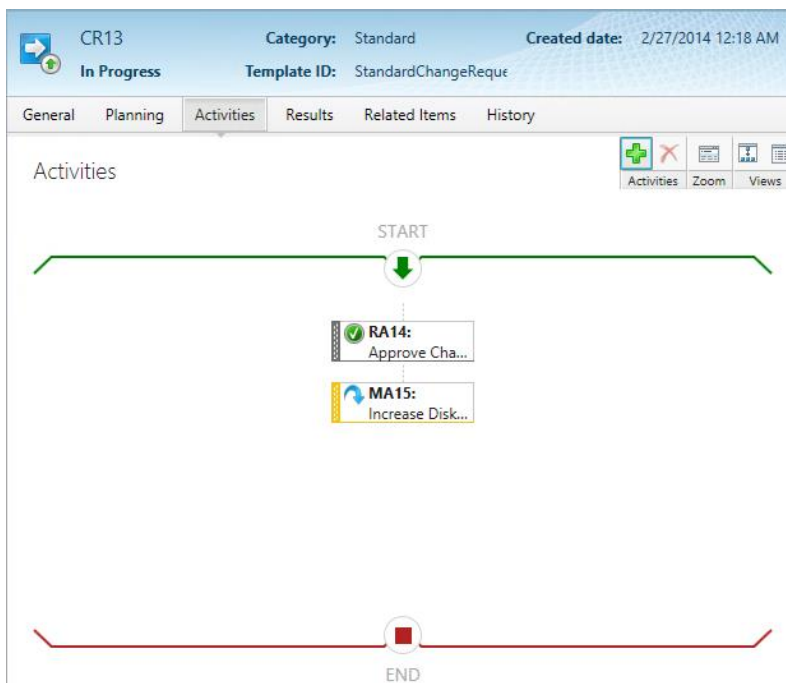 CR13 Category: Standard Created date: 2/27/2014 12:18 AM
In Progress Template ID: StandardChangeReque
General Planning Activities Results Related Items History
Activities
Activities Zoom Views
START
RA14:
Approve Cha...
MA15:
Increase Disk...
END